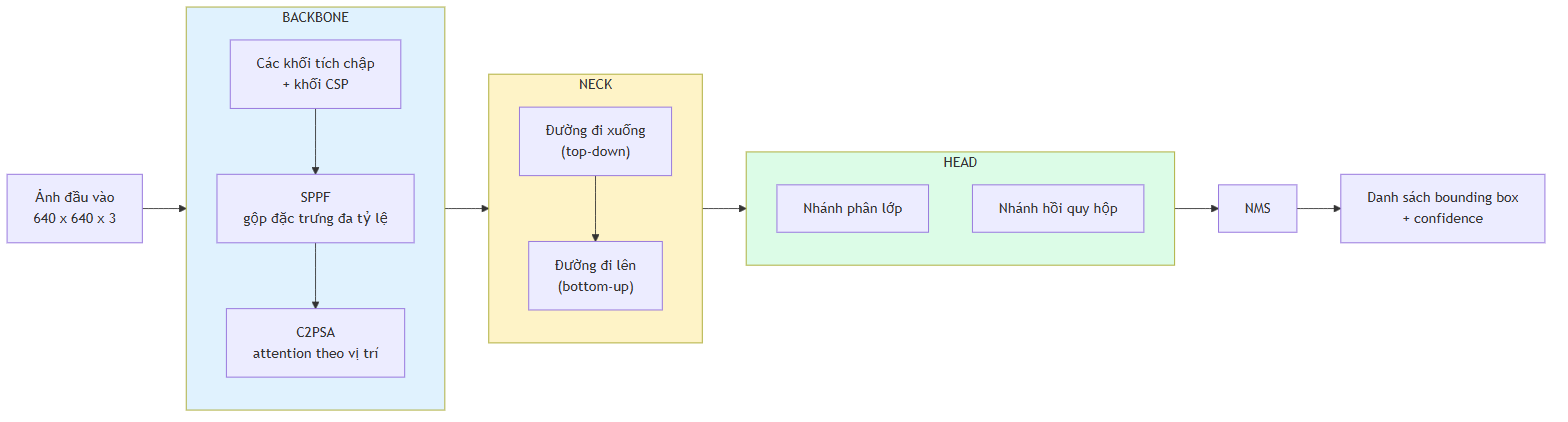 Ảnh đầu vào
640 x 640 x 3
BACKBONE
Các khối tích chập
+ khối CSP
SPPF
gộp đặc trưng đa tỷ lệ
C2PSA
attention theo vị trí
NECK
Đường đi xuống
(top-down)
Đường đi lên
(bottom-up)
HEAD
Nhánh phân lớp
Nhánh hồi quy hộp
NMS
Danh sách bounding box
+ confidence